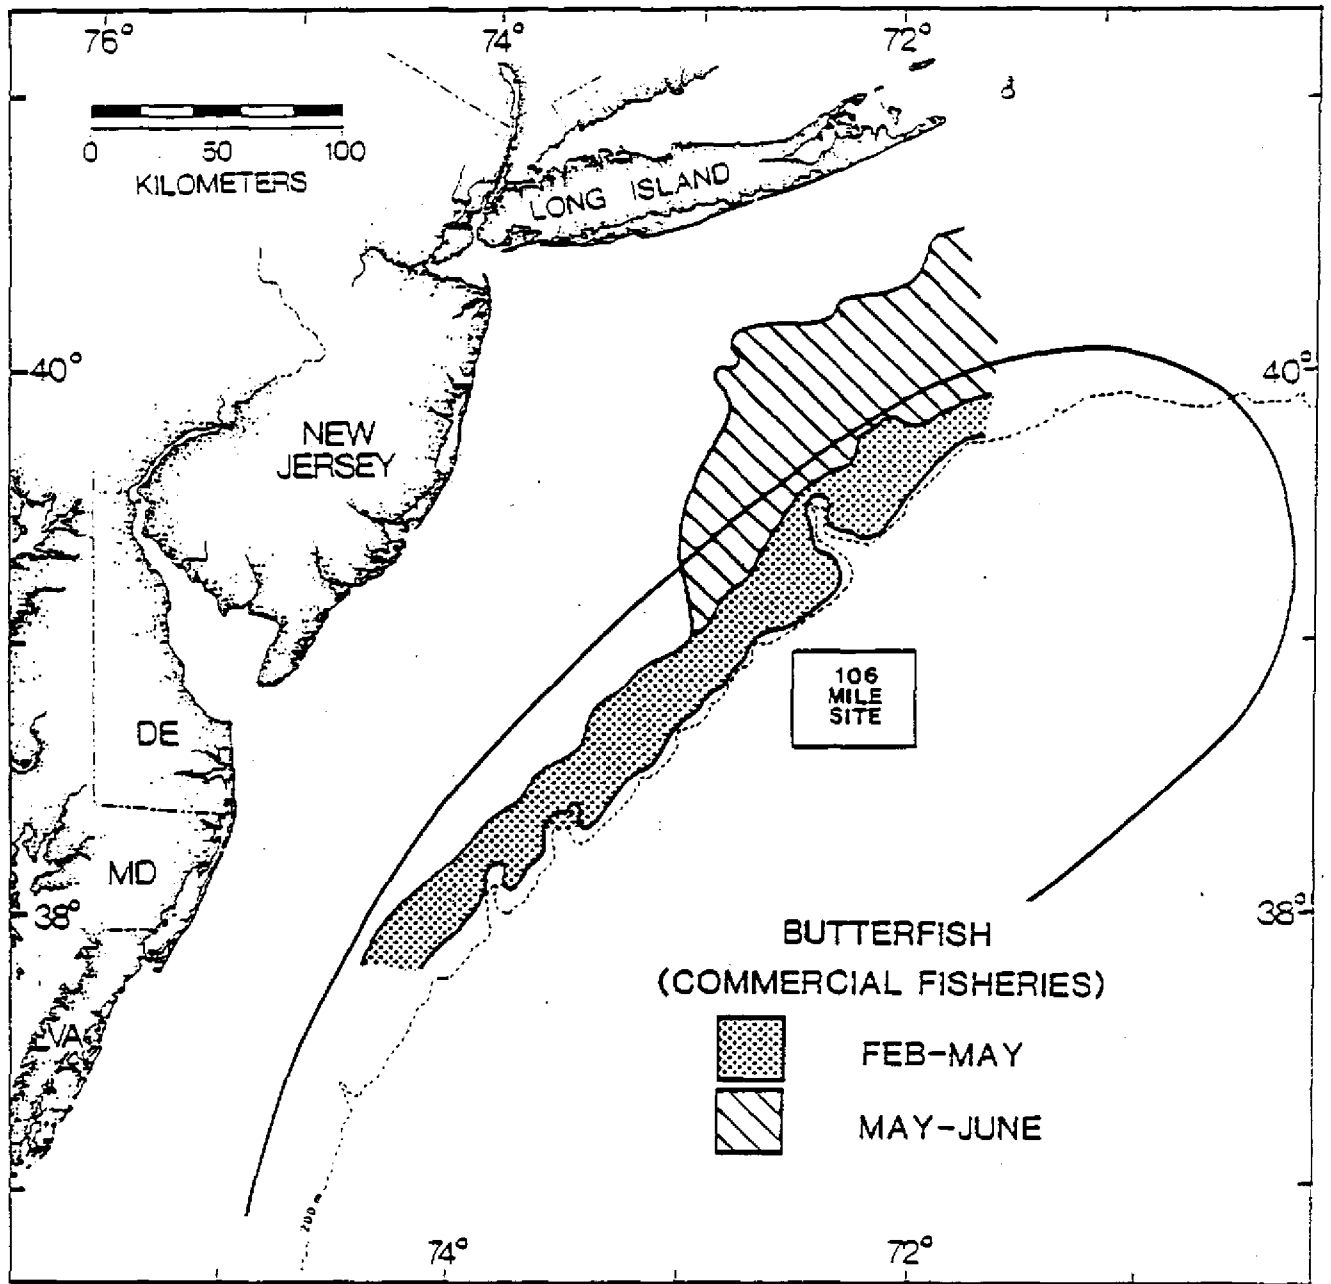 76°
74°
72°
0 50 100
KILOMETERS
LONG ISLAND
40°
40°
NEW
JERSEY
106
MILE
SITE
DE
MD
38°
38°
VA
BUTTERFISH
(COMMERCIAL FISHERIES)
FEB-MAY
MAY-JUNE
200 m
74°
72°